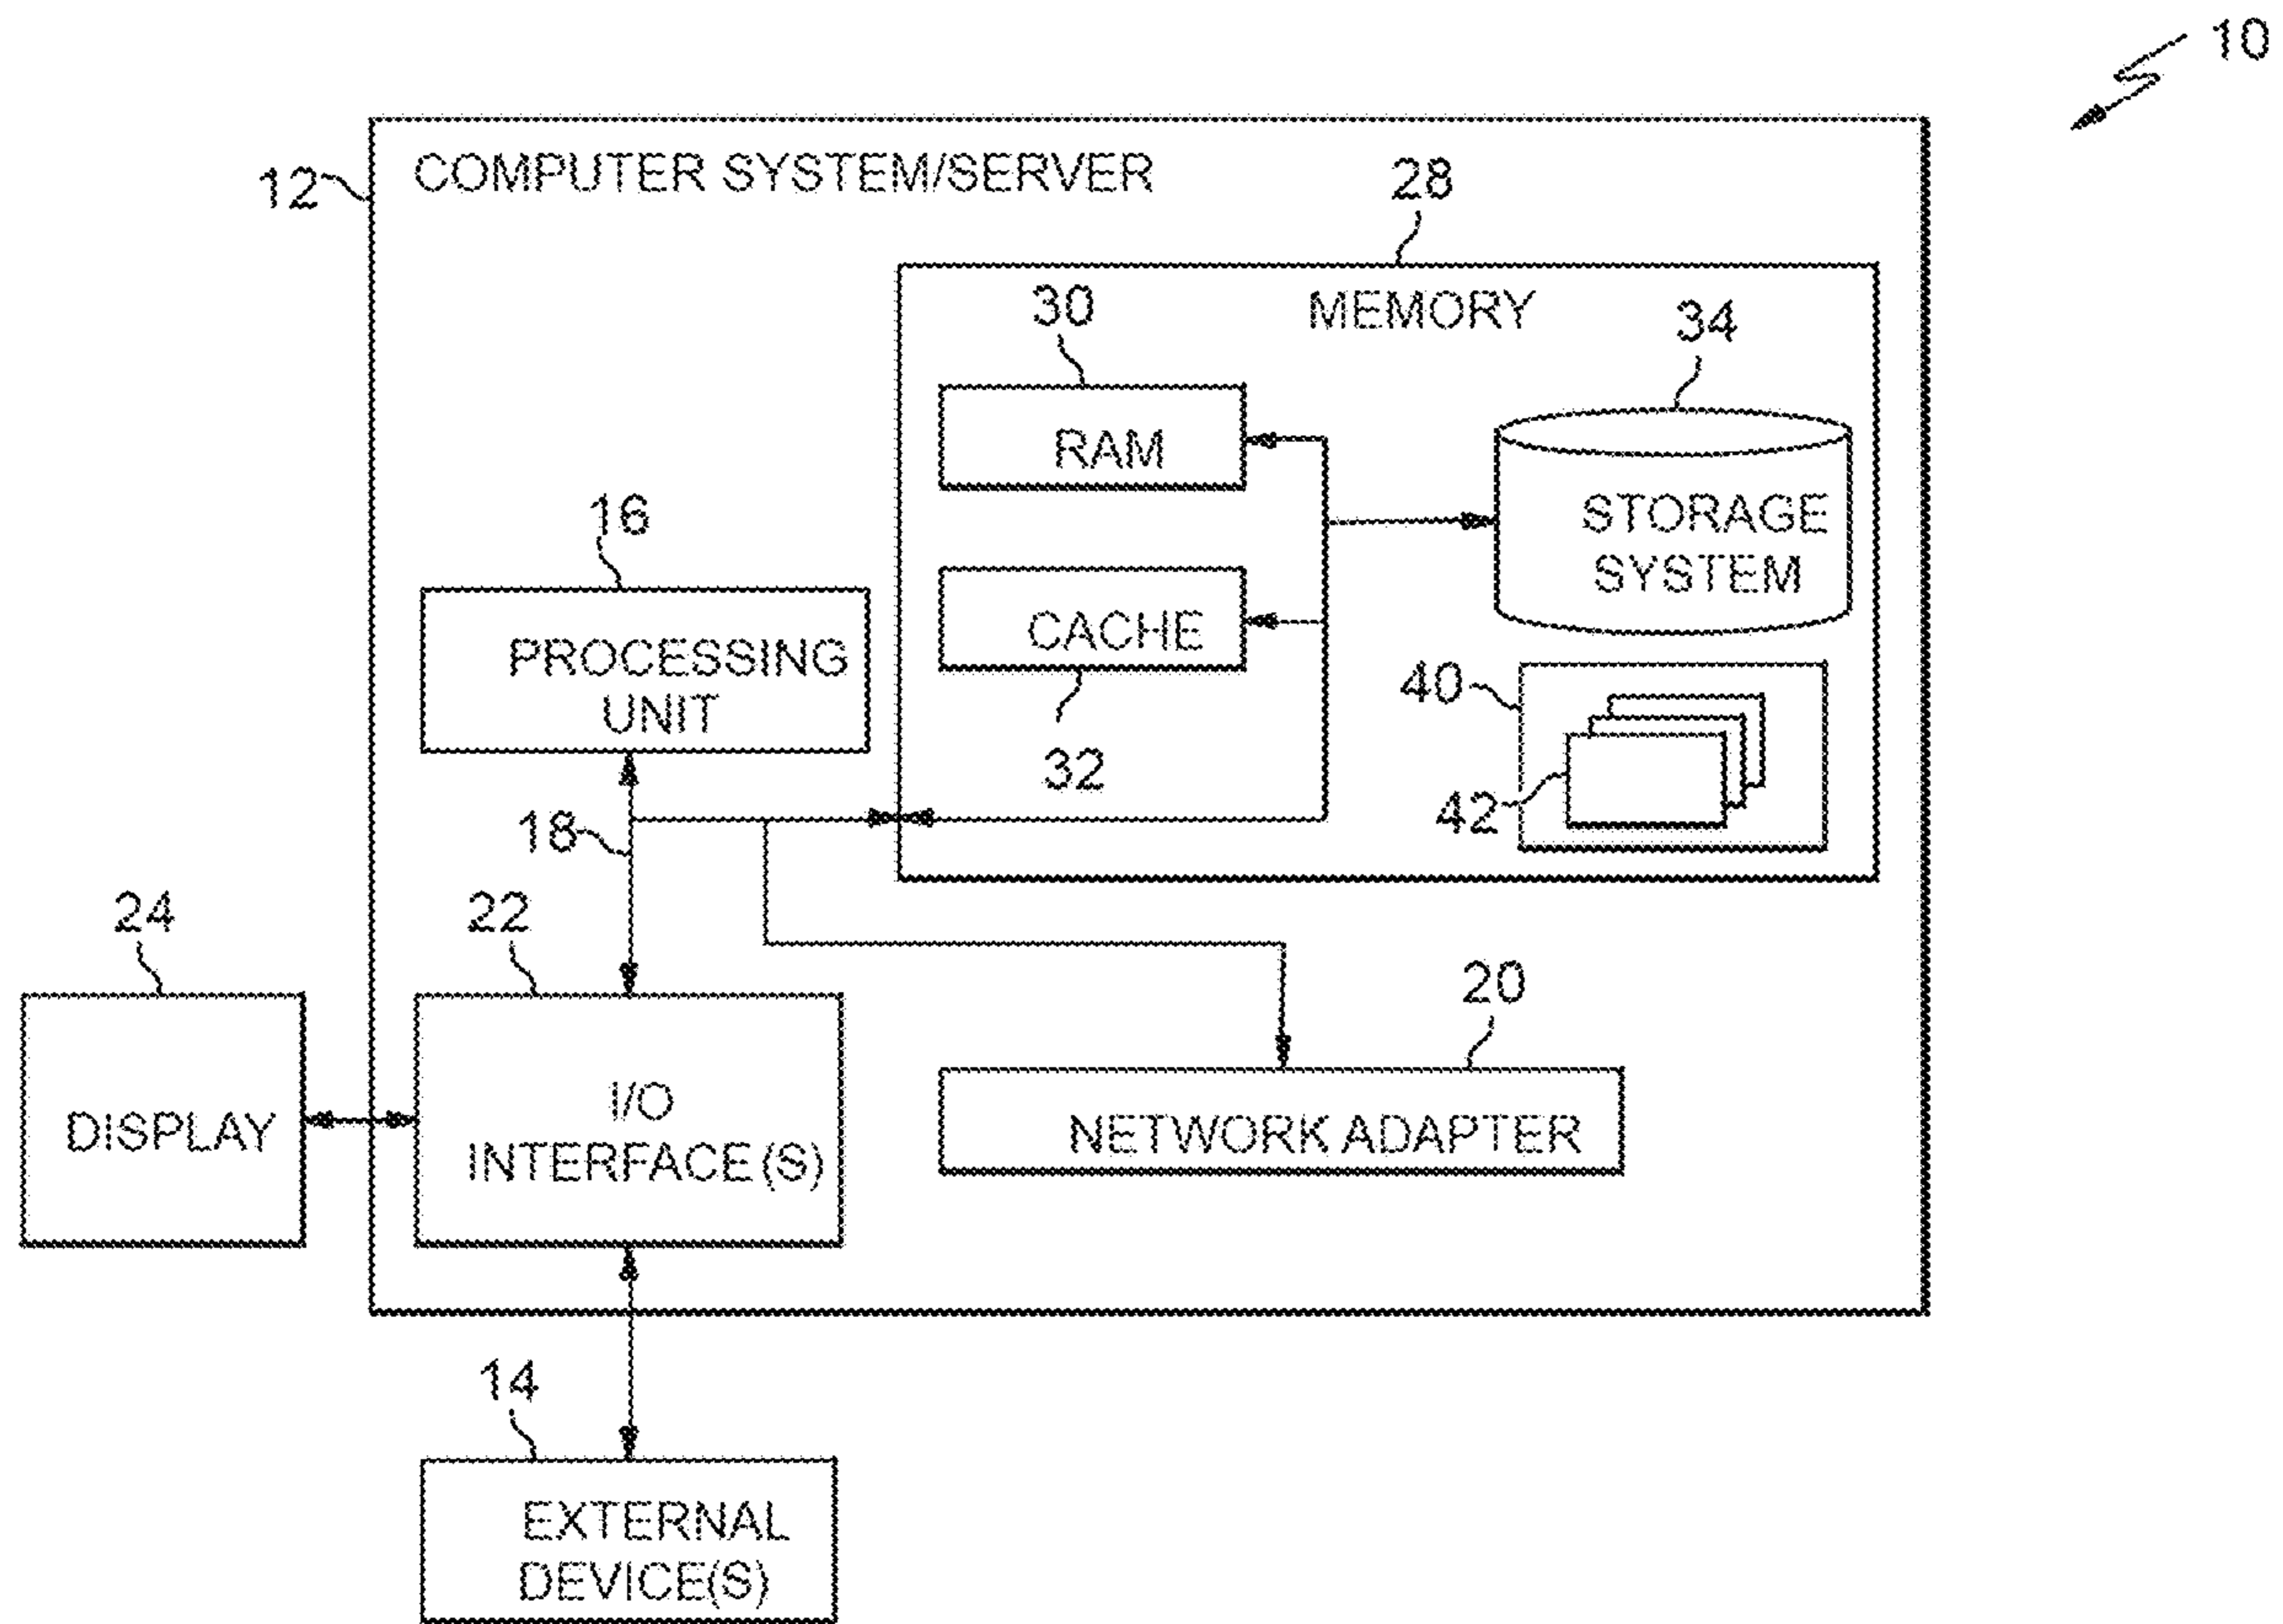 10
12
COMPUTER SYSTEM/SERVER
28
MEMORY
30
34
RAM
STORAGE
SYSTEM
16
CACHE
PROCESSING
UNIT
32
40
42
18
24
22
20
DISPLAY
I/O
INTERFACE(S)
NETWORK ADAPTER
14
EXTERNAL
DEVICE(S)